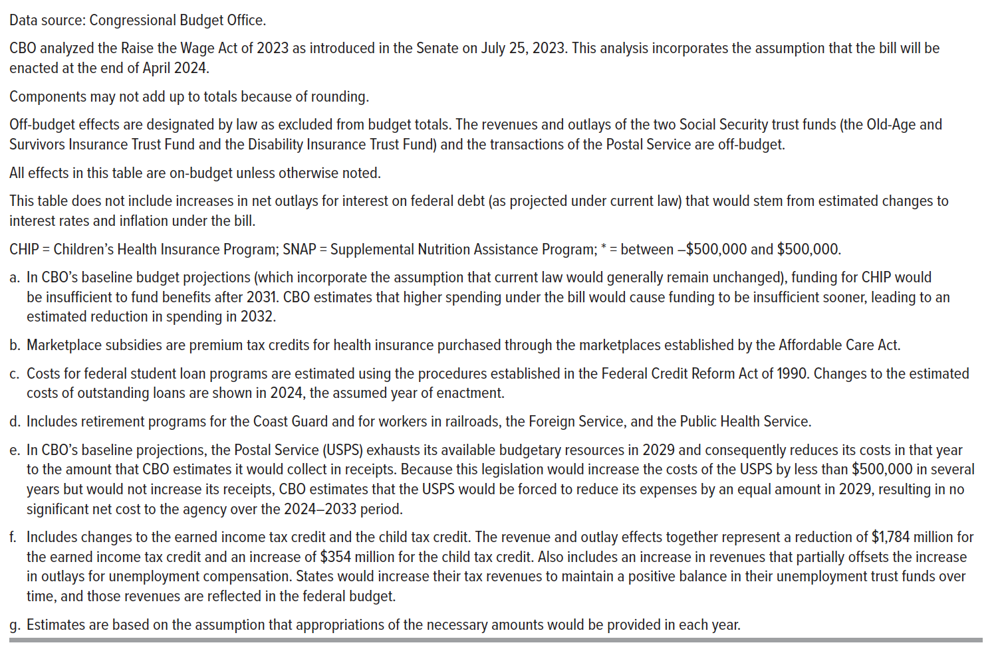 Data source: Congressional Budget Office.
CBO analyzed the Raise the Wage Act of 2023 as introduced in the Senate on July 25, 2023. This analysis incorporates the assumption that the bill will be
enacted at the end of April 2024.
Components may not add up to totals because of rounding.
Off-budget effects are designated by law as excluded from budget totals. The revenues and outlays of the two Social Security trust funds (the Old-Age and
Survivors Insurance Trust Fund and the Disability Insurance Trust Fund) and the transactions of the Postal Service are off-budget.
All effects in this table are on-budget unless otherwise noted.
This table does not include increases in net outlays for interest on federal debt (as projected under current law) that would stem from estimated changes to
interest rates and inflation under the bill.
CHIP = Children’s Health Insurance Program; SNAP = Supplemental Nutrition Assistance Program; * = between –$500,000 and $500,000.
a. In CBO’s baseline budget projections (which incorporate the assumption that current law would generally remain unchanged), funding for CHIP would
be insufficient to fund benefits after 2031. CBO estimates that higher spending under the bill would cause funding to be insufficient sooner, leading to an
estimated reduction in spending in 2032.
b. Marketplace subsidies are premium tax credits for health insurance purchased through the marketplaces established by the Affordable Care Act.
c. Costs for federal student loan programs are estimated using the procedures established in the Federal Credit Reform Act of 1990. Changes to the estimated
costs of outstanding loans are shown in 2024, the assumed year of enactment.
d. Includes retirement programs for the Coast Guard and for workers in railroads, the Foreign Service, and the Public Health Service.
e. In CBO’s baseline projections, the Postal Service (USPS) exhausts its available budgetary resources in 2029 and consequently reduces its costs in that year
to the amount that CBO estimates it would collect in receipts. Because this legislation would increase the costs of the USPS by less than $500,000 in several
years but would not increase its receipts, CBO estimates that the USPS would be forced to reduce its expenses by an equal amount in 2029, resulting in no
significant net cost to the agency over the 2024–2033 period.
f. Includes changes to the earned income tax credit and the child tax credit. The revenue and outlay effects together represent a reduction of $1,784 million for
the earned income tax credit and an increase of $354 million for the child tax credit. Also includes an increase in revenues that partially offsets the increase
in outlays for unemployment compensation. States would increase their tax revenues to maintain a positive balance in their unemployment trust funds over
time, and those revenues are reflected in the federal budget.
g. Estimates are based on the assumption that appropriations of the necessary amounts would be provided in each year.